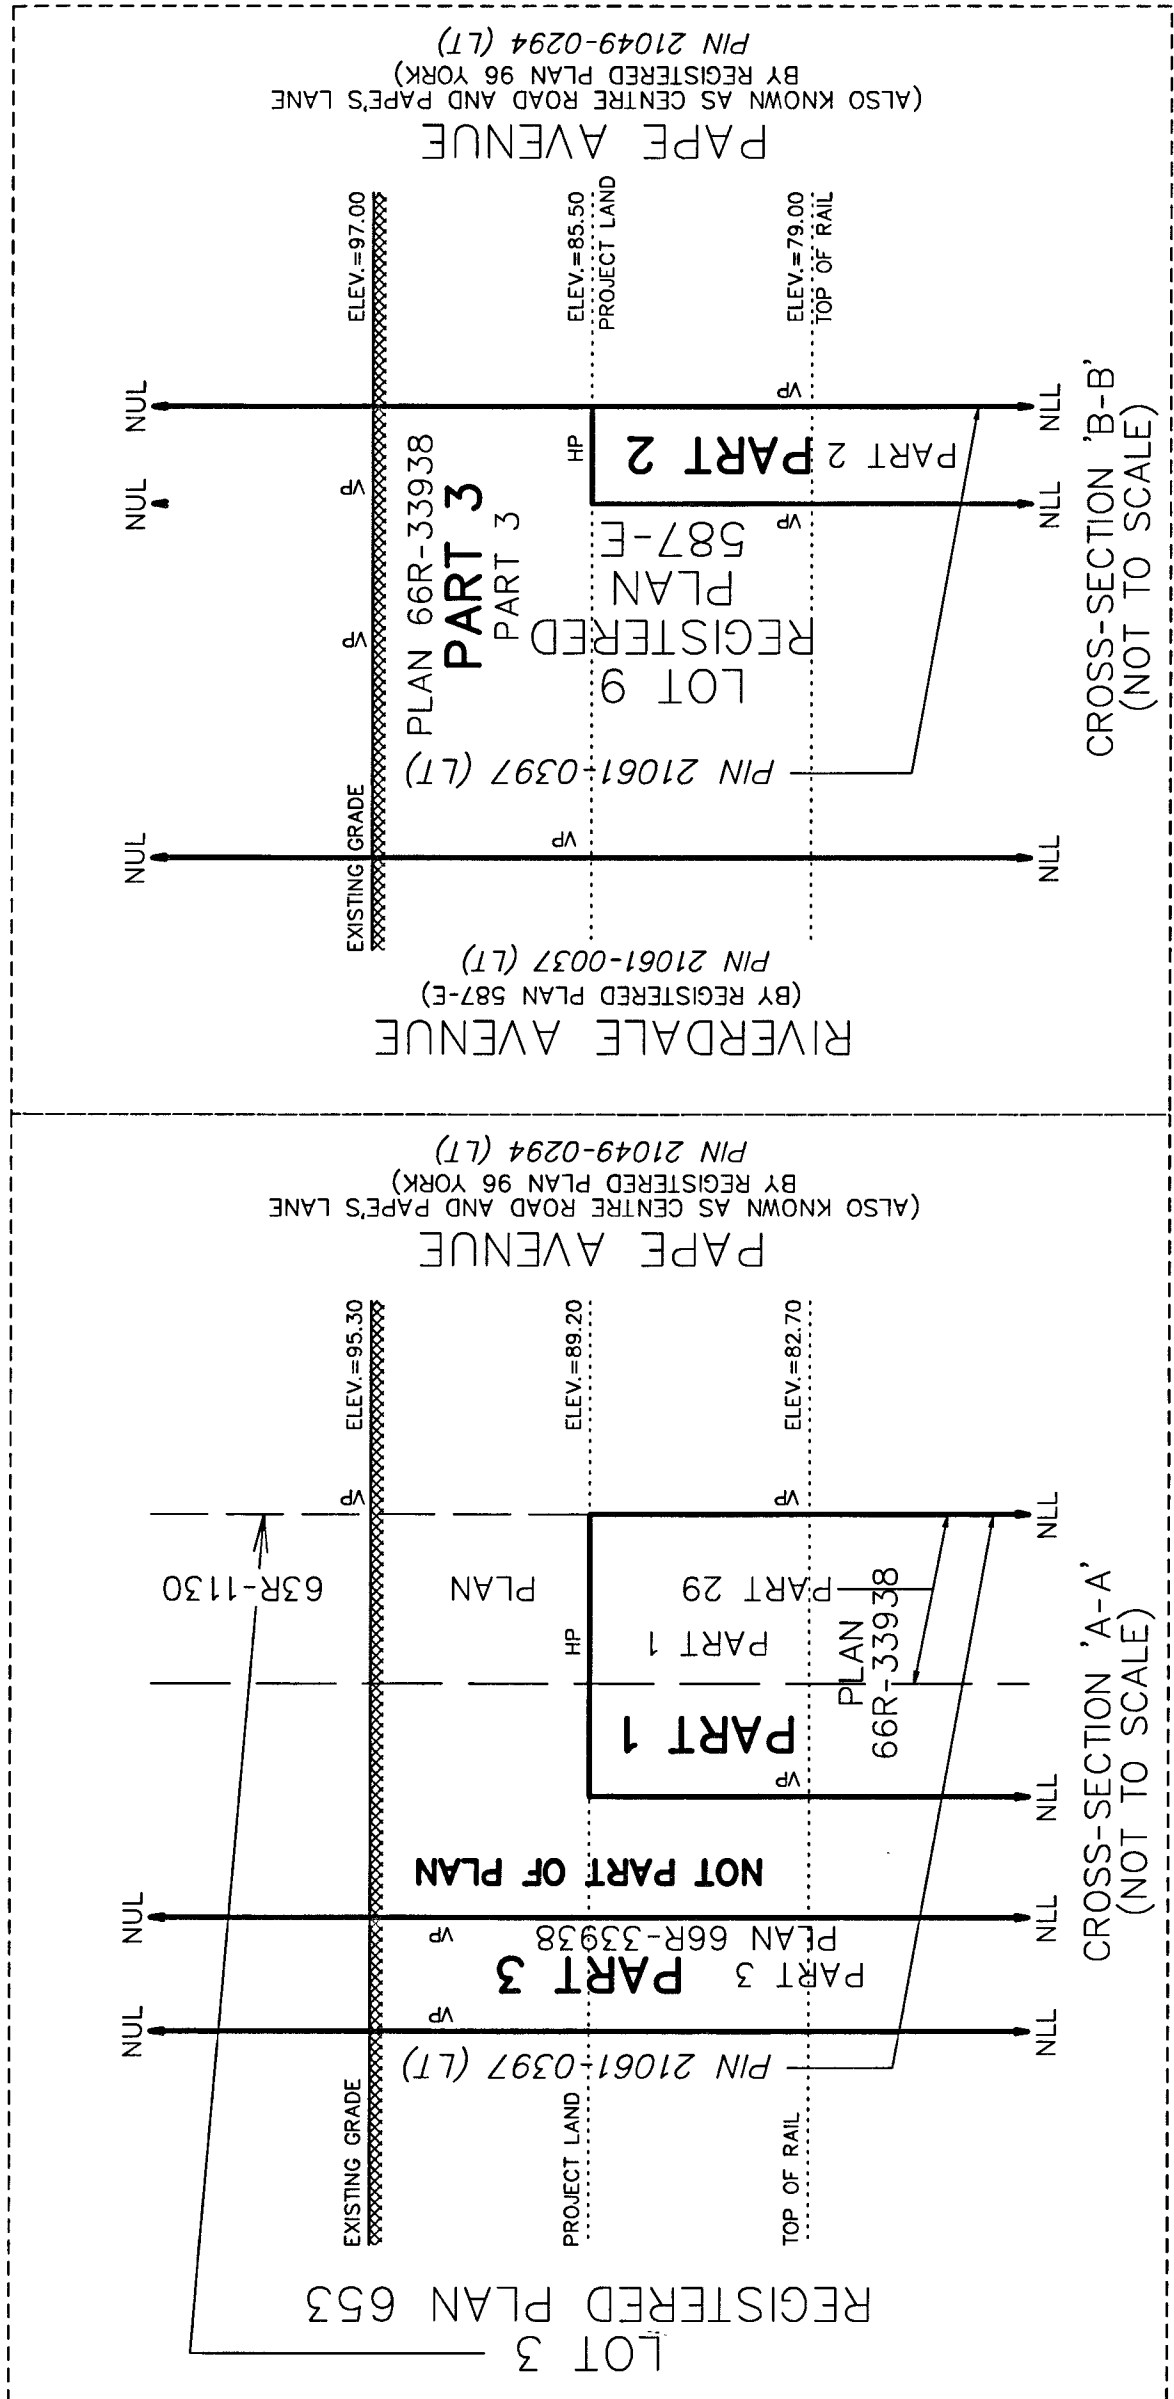 PIN 21049-0294 (LT)
BY REGISTERED PLAN 96 YORK)
(ALSO KNOWN AS CENTRE ROAD AND PAPE'S LANE
PAPE AVENUE
ELEV.=97.00
ELEV.=85.50
PROJECT LAND
ELEV.=79.00
TOP OF RAIL
NUL
NUL
NUL
VP
VP
VP
VP
VP
HP
PLAN 66R-33938
PART 3
PART 3
PART 2
PART 2
LOT 9
REGISTERED
PLAN
587-E
PIN 21061-0397 (LT)
EXISTING GRADE
NLL
NLL
NLL
CROSS-SECTION 'B-B'
(NOT TO SCALE)
RIVERDALE AVENUE
(BY REGISTERED PLAN 587-E)
PIN 21061-0037 (LT)
PAPE AVENUE
(ALSO KNOWN AS CENTRE ROAD AND PAPE'S LANE
BY REGISTERED PLAN 96 YORK)
PIN 21049-0294 (LT)
ELEV.=95.30
ELEV.=89.20
ELEV.=82.70
VP
VP
63R-1130
PLAN
PART 29
HP
PART 1
PLAN
66R-33938
PART 1
VP
NLL
NLL
NOT PART OF PLAN
NUL
VP
PLAN 66R-33938
PART 3
PART 3
NLL
NUL
VP
NLL
PIN 21061-0397 (LT)
EXISTING GRADE
PROJECT LAND
TOP OF RAIL
CROSS-SECTION 'A-A'
(NOT TO SCALE)
LOT 3
REGISTERED PLAN 653